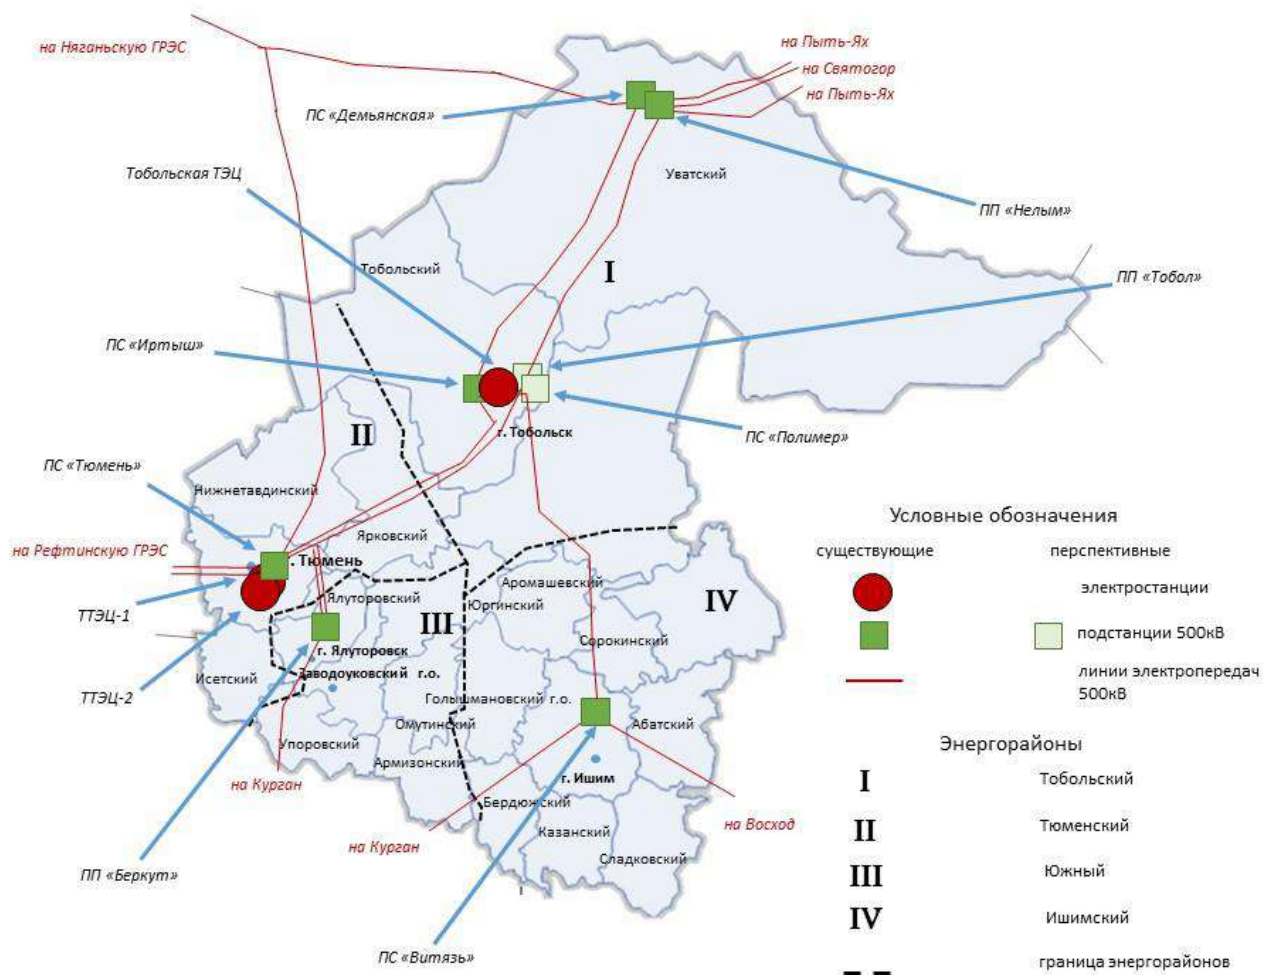 на Няганьскую ГРЭС
на Пыть-Ях
на Святогор
на Пыть-Ях
ПС «Демьянская»
Тобольская ТЭЦ
Уватский
ПП «Нелым»
Тобольский
I
ПП «Тобол»
ПС «Иртыш»
г. Тобольск
ПС «Полимер»
II
ПС «Тюмень»
Нижнетавдинский
Ярковский
на Рефтинскую ГРЭС
г. Тюмень
Аромашевский
Ялуторовский
Юргинский
IV
ТТЭЦ-1
III
Сорокинский
г. Ялуторовск
Заводоуковский г.о.
Исетский
ТТЭЦ-2
Голышмановский г.о.
Абатский
Омутинский
Упоровский
Армизонский
на Курган
г. Ишим
Бердюжский
на Восход
Казанский
на Курган
Сладковский
ПП «Беркут»
ПС «Витязь»
Условные обозначения
существующие
перспективные
электростанции
подстанции 500кВ
линии электропередач
500кВ
Энергорайоны
I
Тобольский
II
Тюменский
III
Южный
IV
Ишимский
граница энергорайонов